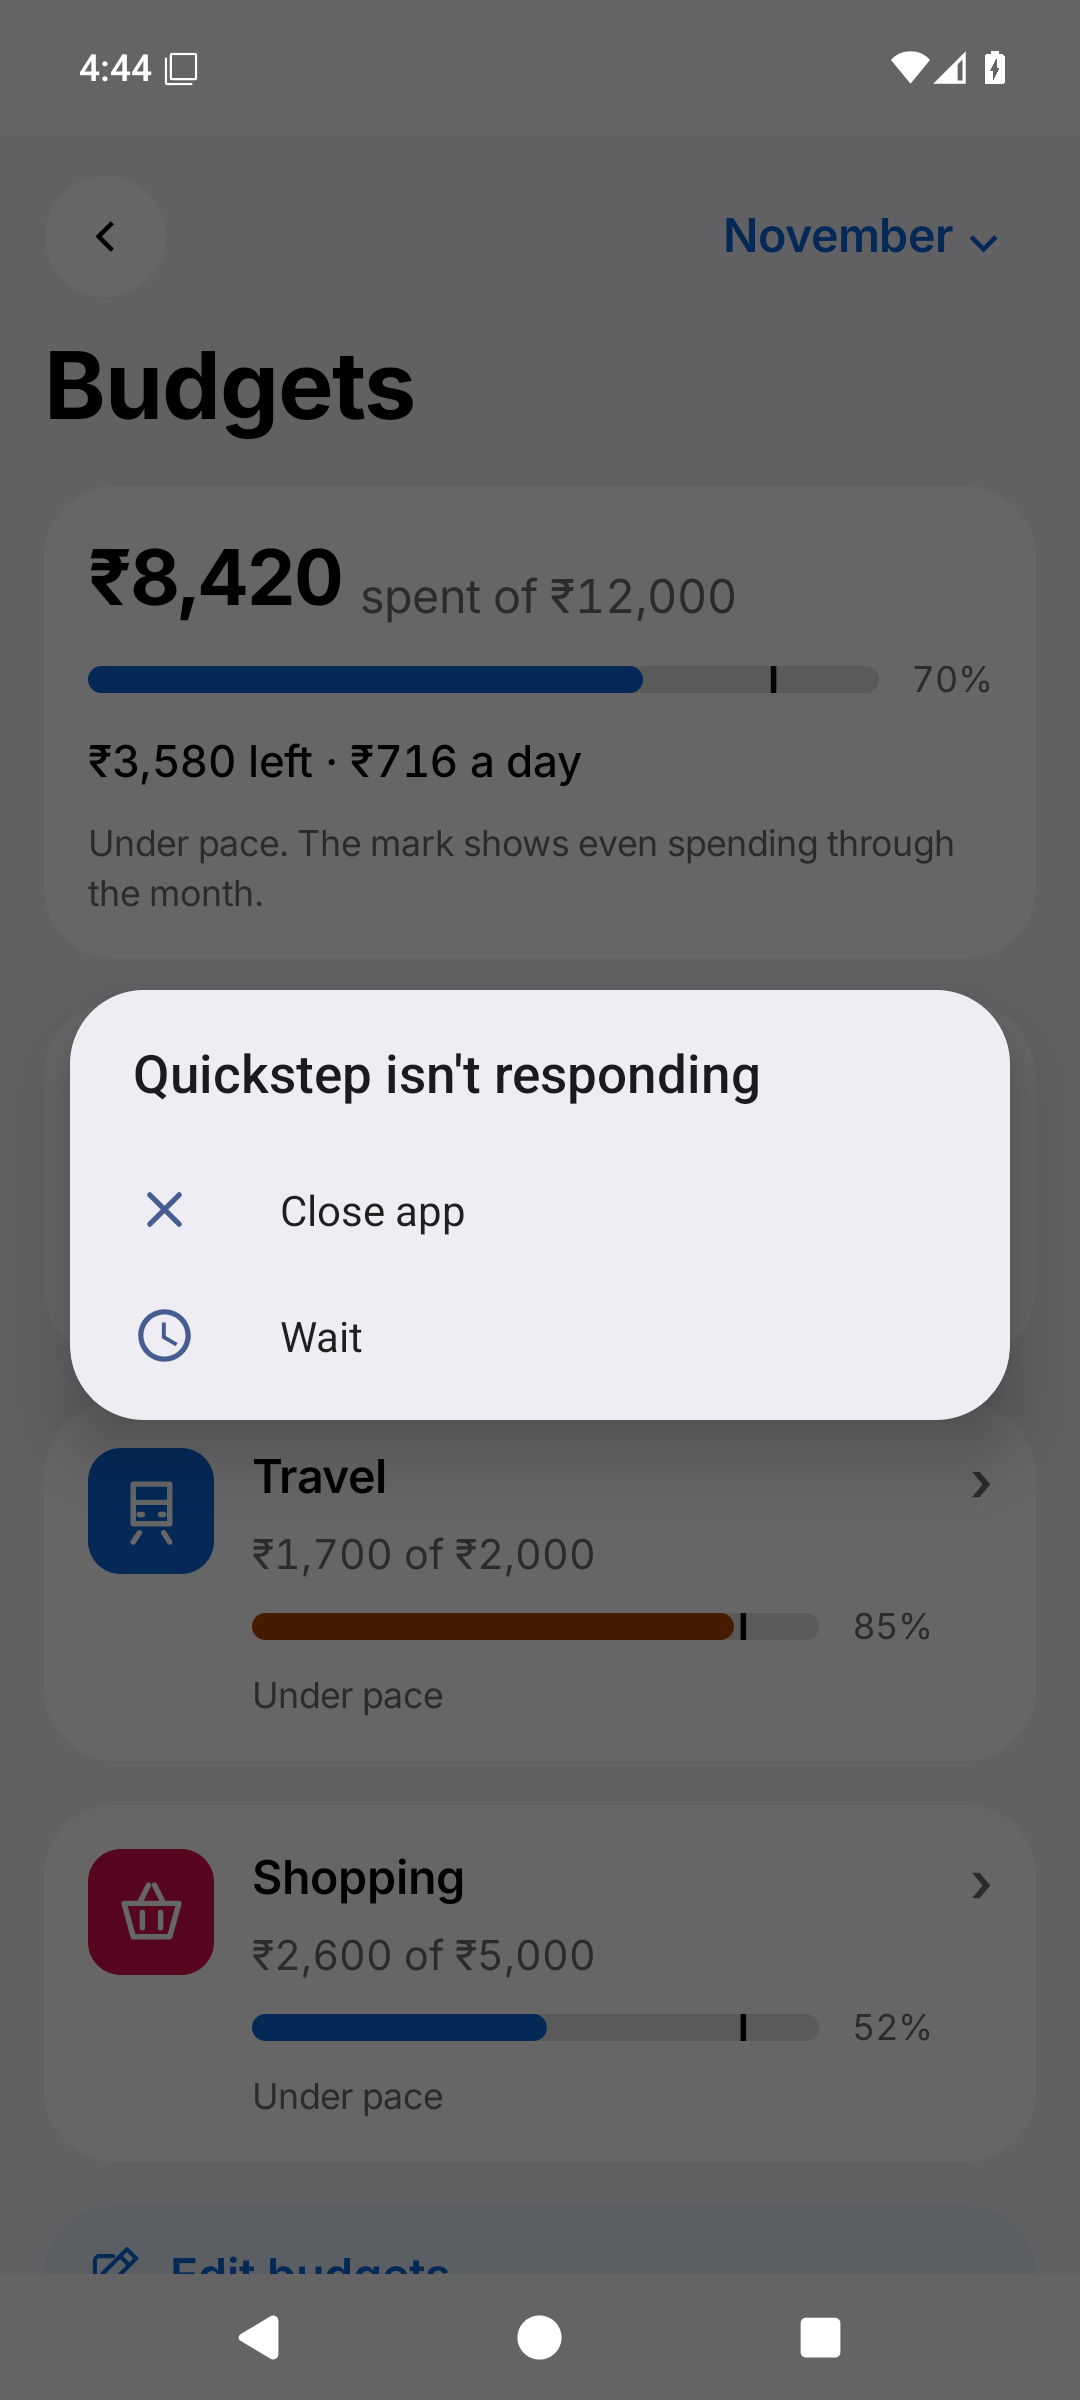 4:44
November
Budgets
₹8,420 spent of ₹12,000
70%
₹3,580 left · ₹716 a day
Under pace. The mark shows even spending through
the month.
Quickstep isn't responding
Close app
Wait
Travel
₹1,700 of ₹2,000
85%
Under pace
Shopping
₹2,600 of ₹5,000
52%
Under pace
Edit budgets